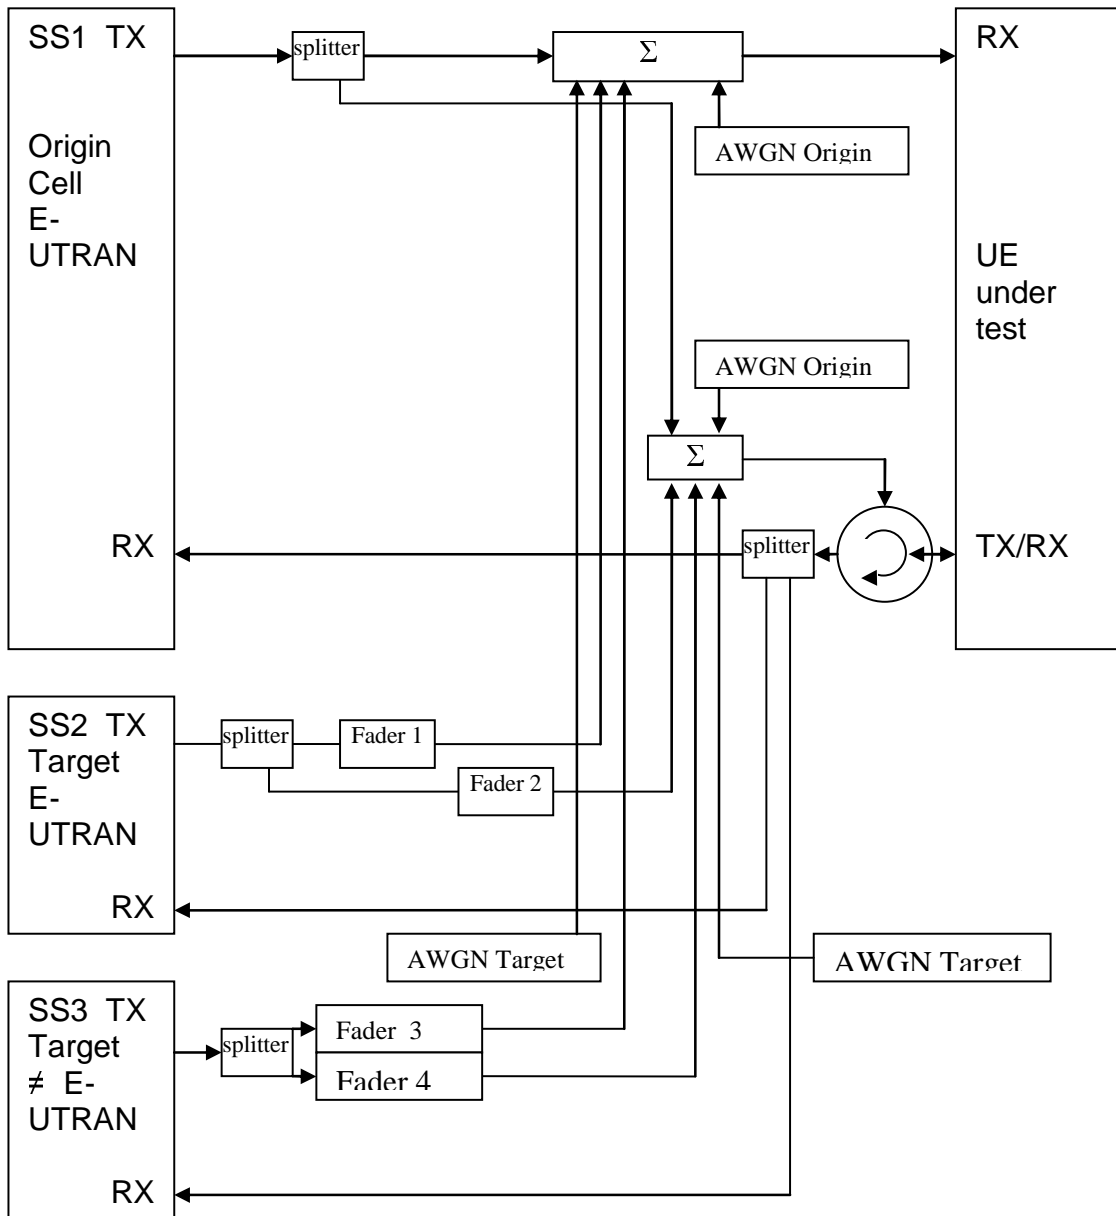 SS1 TX
Origin
Cell
E-
UTRAN
RX
splitter
Σ
AWGN Origin
RX
UE
under
test
TX/RX
AWGN Origin
Σ
splitter
SS2 TX
Target
E-
UTRAN
RX
splitter
Fader 1
Fader 2
AWGN Target
AWGN Target
SS3 TX
Target
≠ E-
UTRAN
RX
splitter
Fader 3
Fader 4